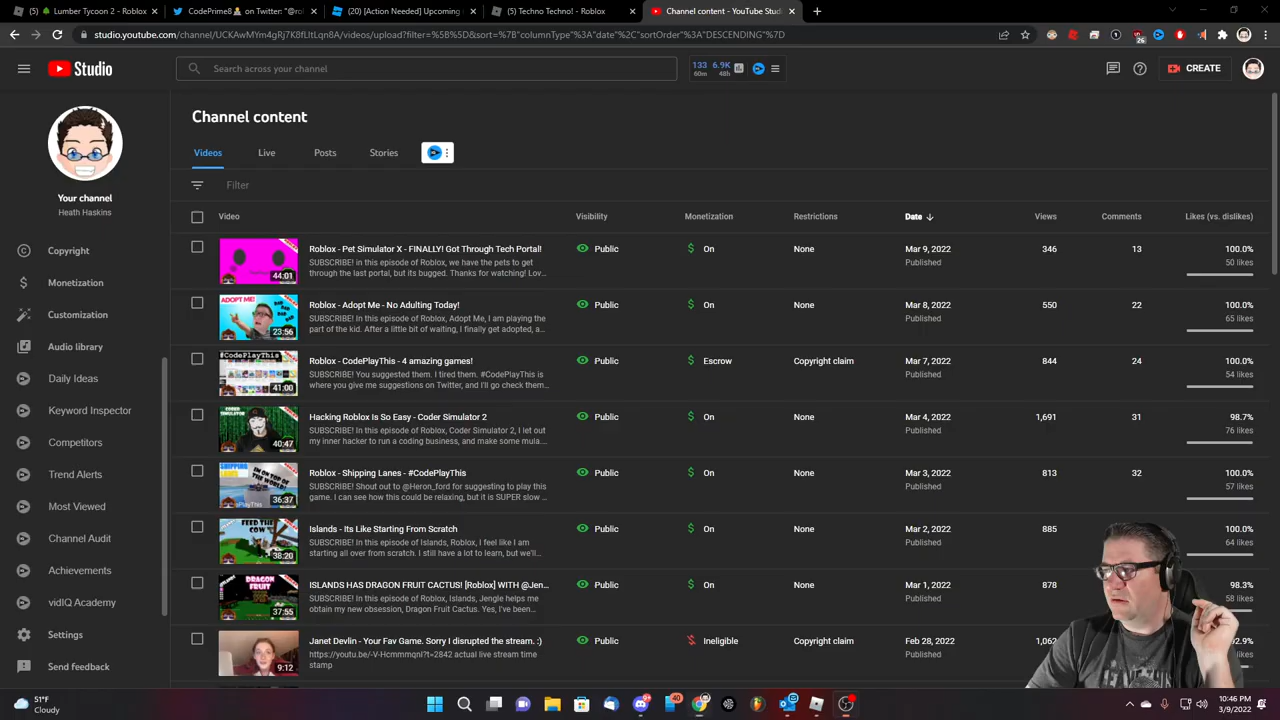 Lumber Tycoon 2 - Roblox
CodePrime8 on Twitter: "@rol
(20) [Action Needed] Upcoming
(5) Techno Techno! - Roblox
Channel content - YouTube Studio
studio.youtube.com/channel/UCKAwMYm4gRj7K8fLItLqn8A/videos/upload?filter=%5B%5D&sort=%7B"columnType"%3A"date"%2C"sortOrder"%3A"DESCENDING"%7D
26
Studio
Search across your channel
133 6.9K
60m 48h
CREATE
Your channel
Heath Haskins
Copyright
Monetization
Customization
Audio library
Daily Ideas
Keyword Inspector
Competitors
Trend Alerts
Most Viewed
Channel Audit
Achievements
vidIQ Academy
Settings
Send feedback
Channel content
Videos Live Posts Stories
Filter
Video Visibility Monetization Restrictions Date Views Comments Likes (vs. dislikes)
44:01
Roblox - Pet Simulator X - FINALLY! Got Through Tech Portal!
SUBSCRIBE! in this episode of Roblox, we have the pets to get
through the last portal, but its bugged. Thanks for watching! Lov...
Public On None Mar 9, 2022 346 13 100.0%
Published 50 likes
ADOPT ME!
23:56
Roblox - Adopt Me - No Adulting Today!
SUBSCRIBE! In this episode of Roblox, Adopt Me, I am playing the
part of the kid. After a little bit of waiting, I finally get adopted, a...
Public On None Mar 8, 2022 550 22 100.0%
Published 65 likes
#CodePlayThis
41:00
Roblox - CodePlayThis - 4 amazing games!
SUBSCRIBE! You suggested them. I tired them. #CodePlayThis is
where you give me suggestions on Twitter, and I'll go check them...
Public Escrow Copyright claim Mar 7, 2022 844 24 100.0%
Published 54 likes
CODER SIMULATOR
40:47
Hacking Roblox Is So Easy - Coder Simulator 2
SUBSCRIBE! In this episode of Roblox, Coder Simulator 2, I let out
my inner hacker to run a coding business, and make some mula...
Public On None Mar 4, 2022 1,691 31 98.7%
Published 76 likes
SHIPPING LANES
IM ON TOP OF THE WORLD!
36:37
Roblox - Shipping Lanes - #CodePlayThis
SUBSCRIBE! Shout out to @Heron_ford for suggesting to play this
game. I can see how this could be relaxing, but it is SUPER slow ...
Public On None Mar 3, 2022 813 32 100.0%
Published 57 likes
FEED THE COW
38:20
Islands - Its Like Starting From Scratch
SUBSCRIBE! In this episode of Islands, Roblox, I feel like I am
starting all over from scratch. I still have a lot to learn, but we'll...
Public On None Mar 2, 2022 885 26 100.0%
Published 64 likes
DRAGON FRUIT
37:55
ISLANDS HAS DRAGON FRUIT CACTUS! [Roblox] WITH @Jen...
SUBSCRIBE! In this episode of Roblox, Islands, Jengle helps me
obtain my new obsession, Dragon Fruit Cactus. Yes, I've been...
Public On None Mar 1, 2022 878 98.3%
Published 58 likes
9:12
Janet Devlin - Your Fav Game. Sorry I disrupted the stream. :)
https://youtu.be/-V-Hcmmmqnl?t=2842 actual live stream time
stamp
Public Ineligible Copyright claim Feb 28, 2022
Published likes
51°F
Cloudy
40
10:46 PM
3/9/2022